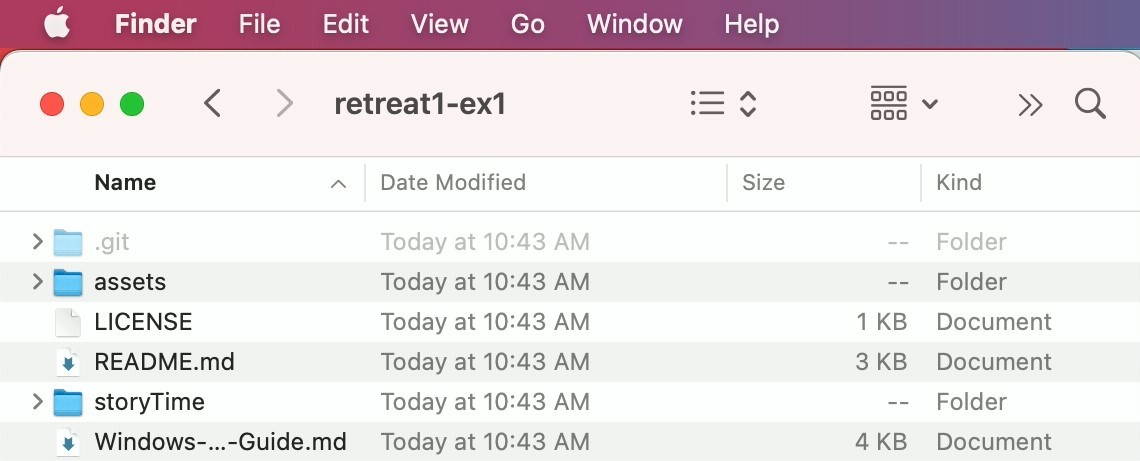 Finder File Edit View Go Window Help
retreat1-ex1
Name Date Modified Size Kind
.git Today at 10:43 AM -- Folder
assets Today at 10:43 AM -- Folder
LICENSE Today at 10:43 AM 1 KB Document
README.md Today at 10:43 AM 3 KB Document
storyTime Today at 10:43 AM -- Folder
Windows-...-Guide.md Today at 10:43 AM 4 KB Document